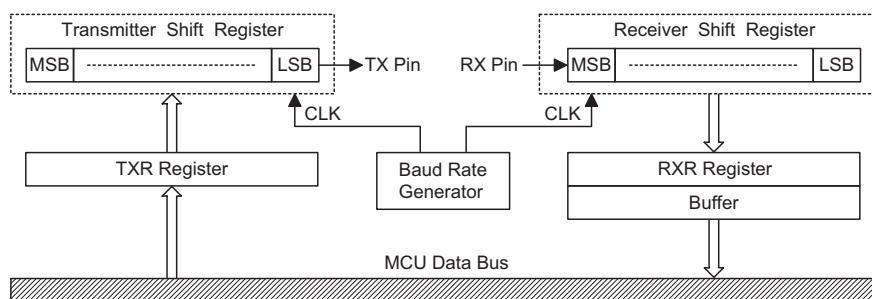 Transmitter Shift Register
Receiver Shift Register
MSB
LSB
TX Pin
RX Pin
MSB
LSB
CLK
CLK
TXR Register
Baud Rate
Generator
RXR Register
Buffer
MCU Data Bus